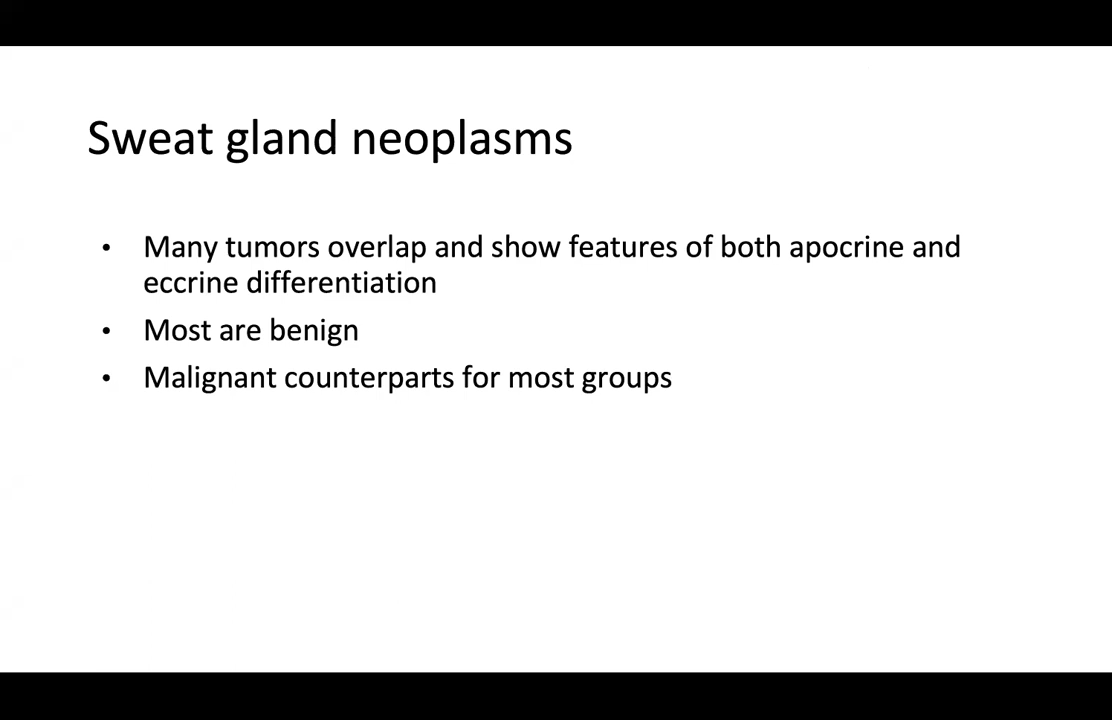 Sweat gland neoplasms
• Many tumors overlap and show features of both apocrine and
eccrine differentiation
• Most are benign
• Malignant counterparts for most groups